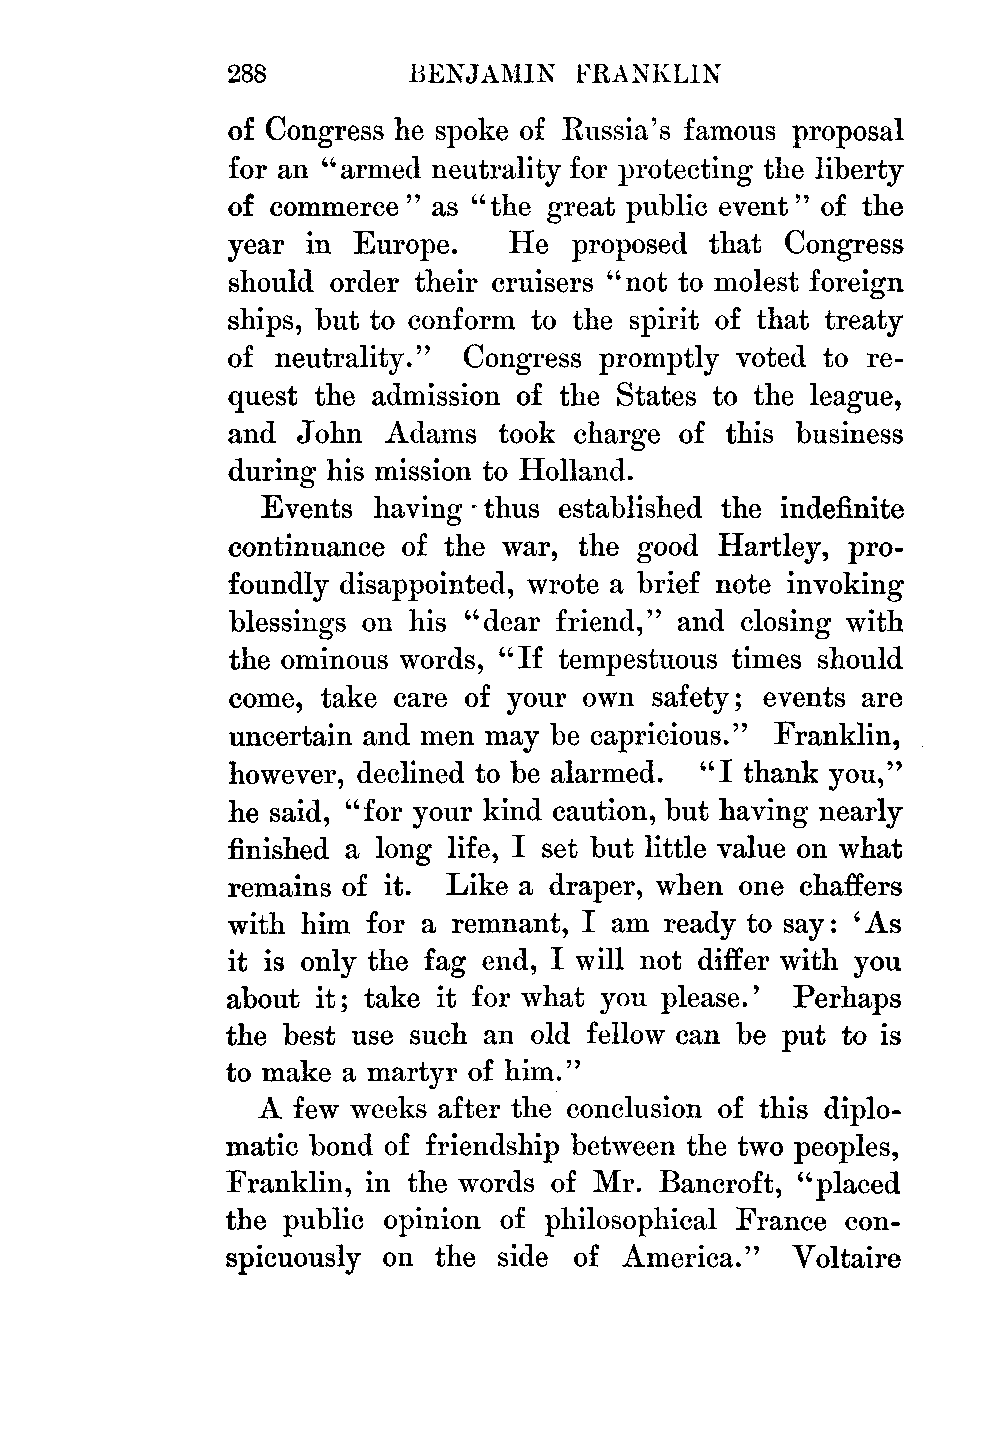 288 BENJAMIN FRANKLIN
of Congress he spoke of Russia's famous proposal
for an "armed neutrality for protecting the liberty
of commerce" as "the great public event" of the
year in Europe. He proposed that Congress
should order their cruisers "not to molest foreign
ships, but to conform to the spirit of that treaty
of neutrality." Congress promptly voted to re-
quest the admission of the States to the league,
and John Adams took charge of this business
during his mission to Holland.
Events having thus established the indefinite
continuance of the war, the good Hartley, pro-
foundly disappointed, wrote a brief note invoking
blessings on his "dear friend," and closing with
the ominous words, "If tempestuous times should
come, take care of your own safety; events are
uncertain and men may be capricious." Franklin,
however, declined to be alarmed. "I thank you,"
he said, "for your kind caution, but having nearly
finished a long life, I set but little value on what
remains of it. Like a draper, when one chaffers
with him for a remnant, I am ready to say: 'As
it is only the fag end, I will not differ with you
about it; take it for what you please.' Perhaps
the best use such an old fellow can be put to is
to make a martyr of him."
A few weeks after the conclusion of this diplo-
matic bond of friendship between the two peoples,
Franklin, in the words of Mr. Bancroft, "placed
the public opinion of philosophical France con-
spicuously on the side of America." Voltaire